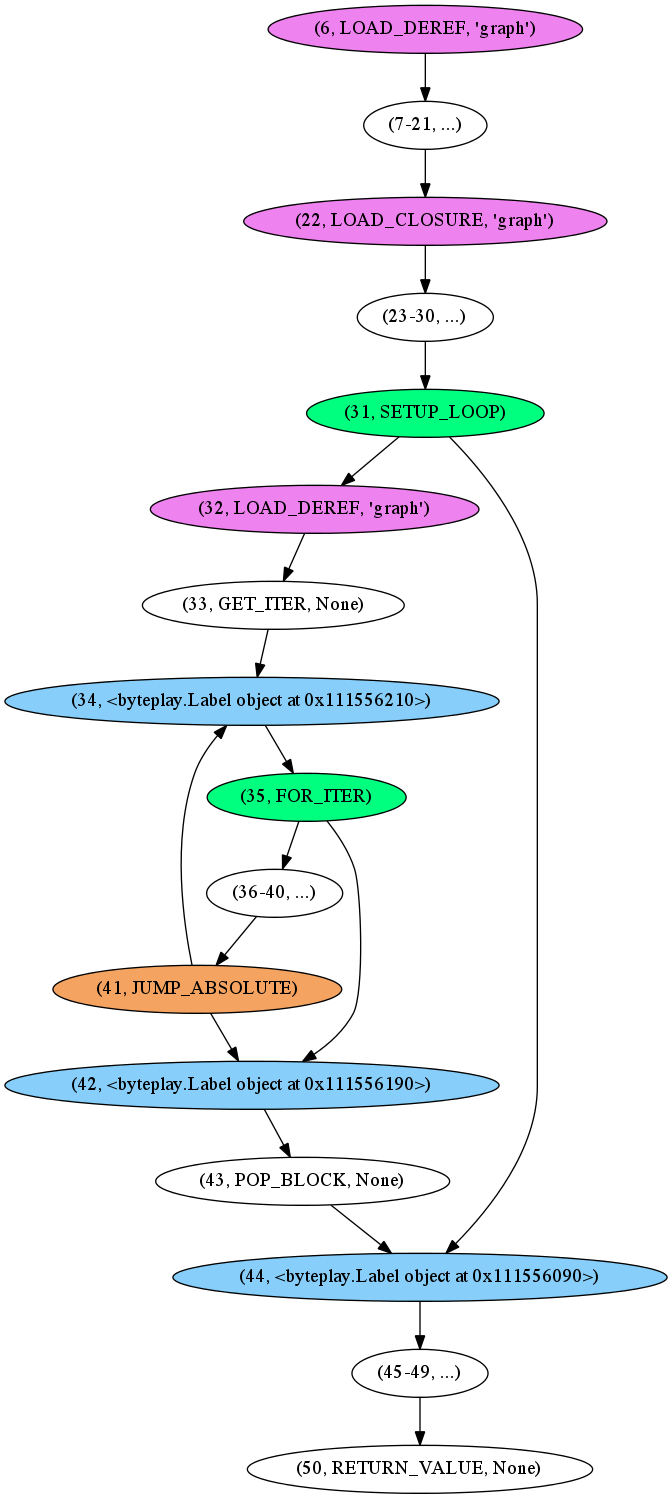 (6, LOAD_DEREF, 'graph')
(7-21, ...)
(22, LOAD_CLOSURE, 'graph')
(23-30, ...)
(31, SETUP_LOOP)
(32, LOAD_DEREF, 'graph')
(33, GET_ITER, None)
(34, <byteplay.Label object at 0x111556210>)
(35, FOR_ITER)
(36-40, ...)
(41, JUMP_ABSOLUTE)
(42, <byteplay.Label object at 0x111556190>)
(43, POP_BLOCK, None)
(44, <byteplay.Label object at 0x111556090>)
(45-49, ...)
(50, RETURN_VALUE, None)